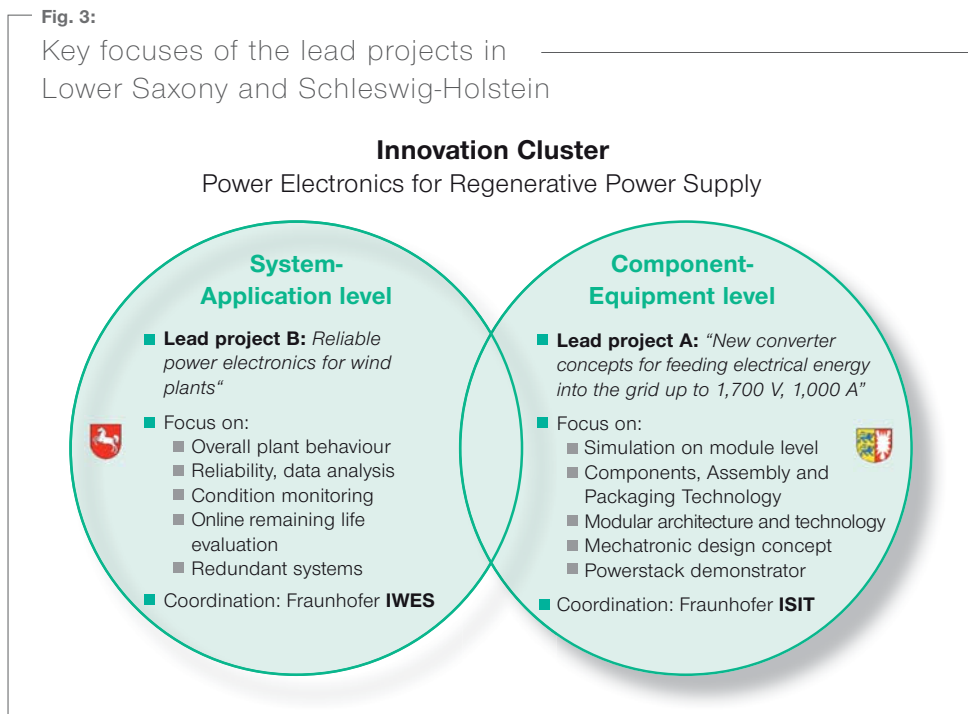 Fig. 3:
Key focuses of the lead projects in
Lower Saxony and Schleswig-Holstein
Innovation Cluster
Power Electronics for Regenerative Power Supply
System-
Application level
Lead project B: Reliable
power electronics for wind
plants“
Focus on:
Overall plant behaviour
Reliability, data analysis
Condition monitoring
Online remaining life
evaluation
Redundant systems
Coordination: Fraunhofer IWES
Component-
Equipment level
Lead project A: “New converter
concepts for feeding electrical energy
into the grid up to 1,700 V, 1,000 A”
Focus on:
Simulation on module level
Components, Assembly and
Packaging Technology
Modular architecture and technology
Mechatronic design concept
Powerstack demonstrator
Coordination: Fraunhofer ISIT